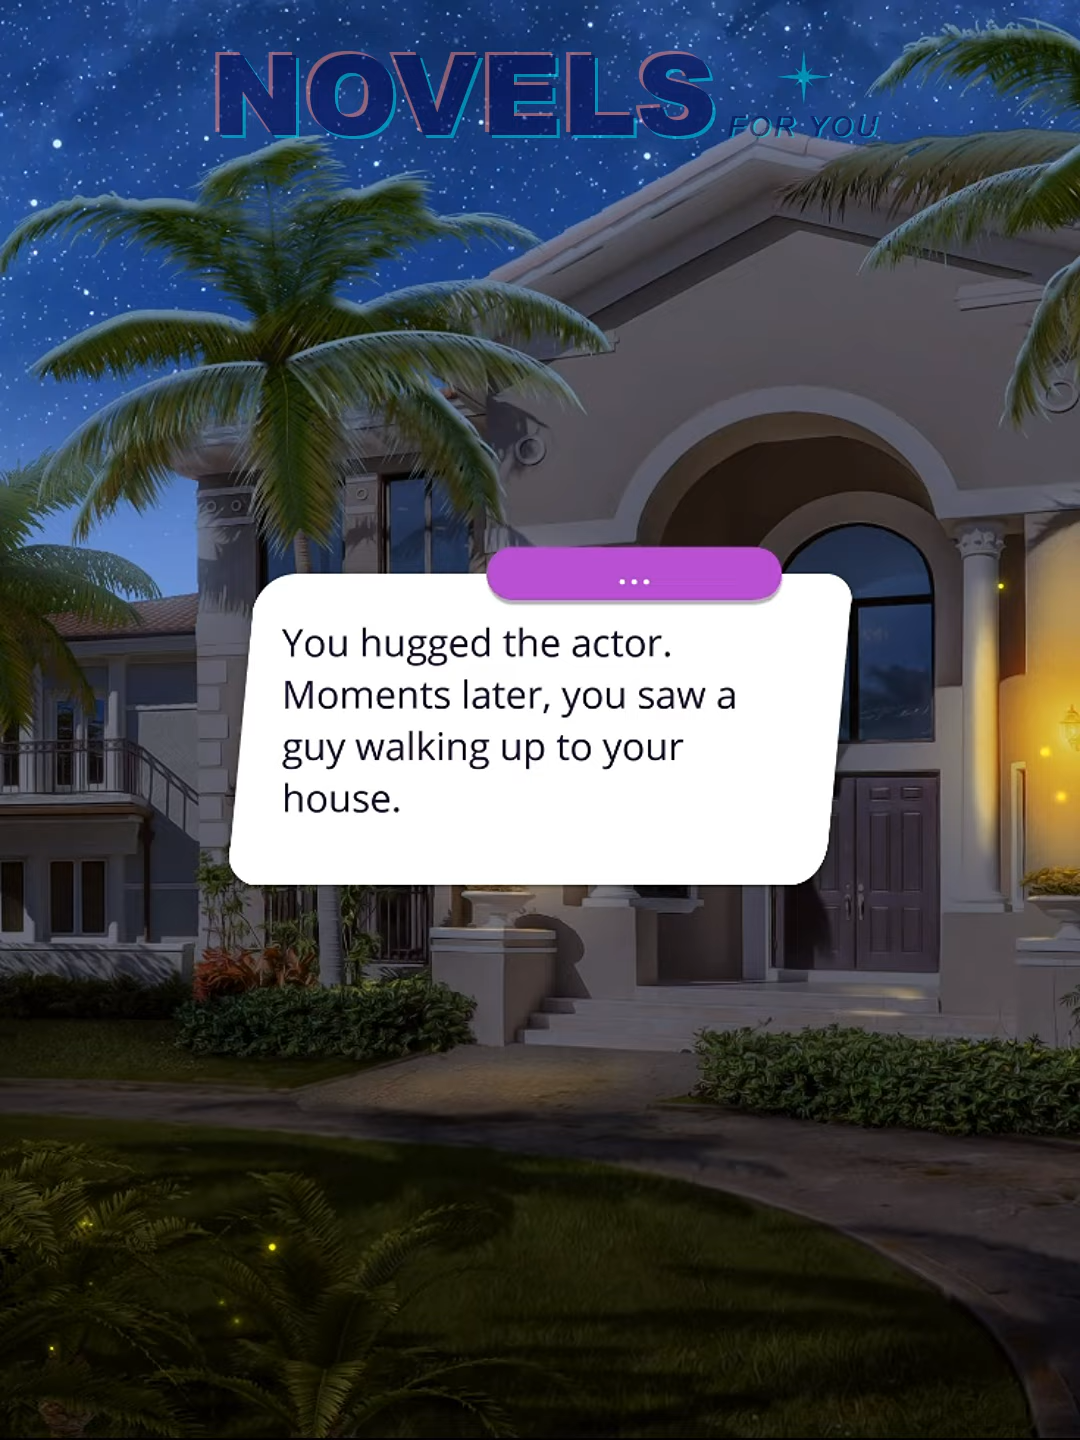 NOVELS
FOR YOU
...
You hugged the actor.
Moments later, you saw a
guy walking up to your
house.